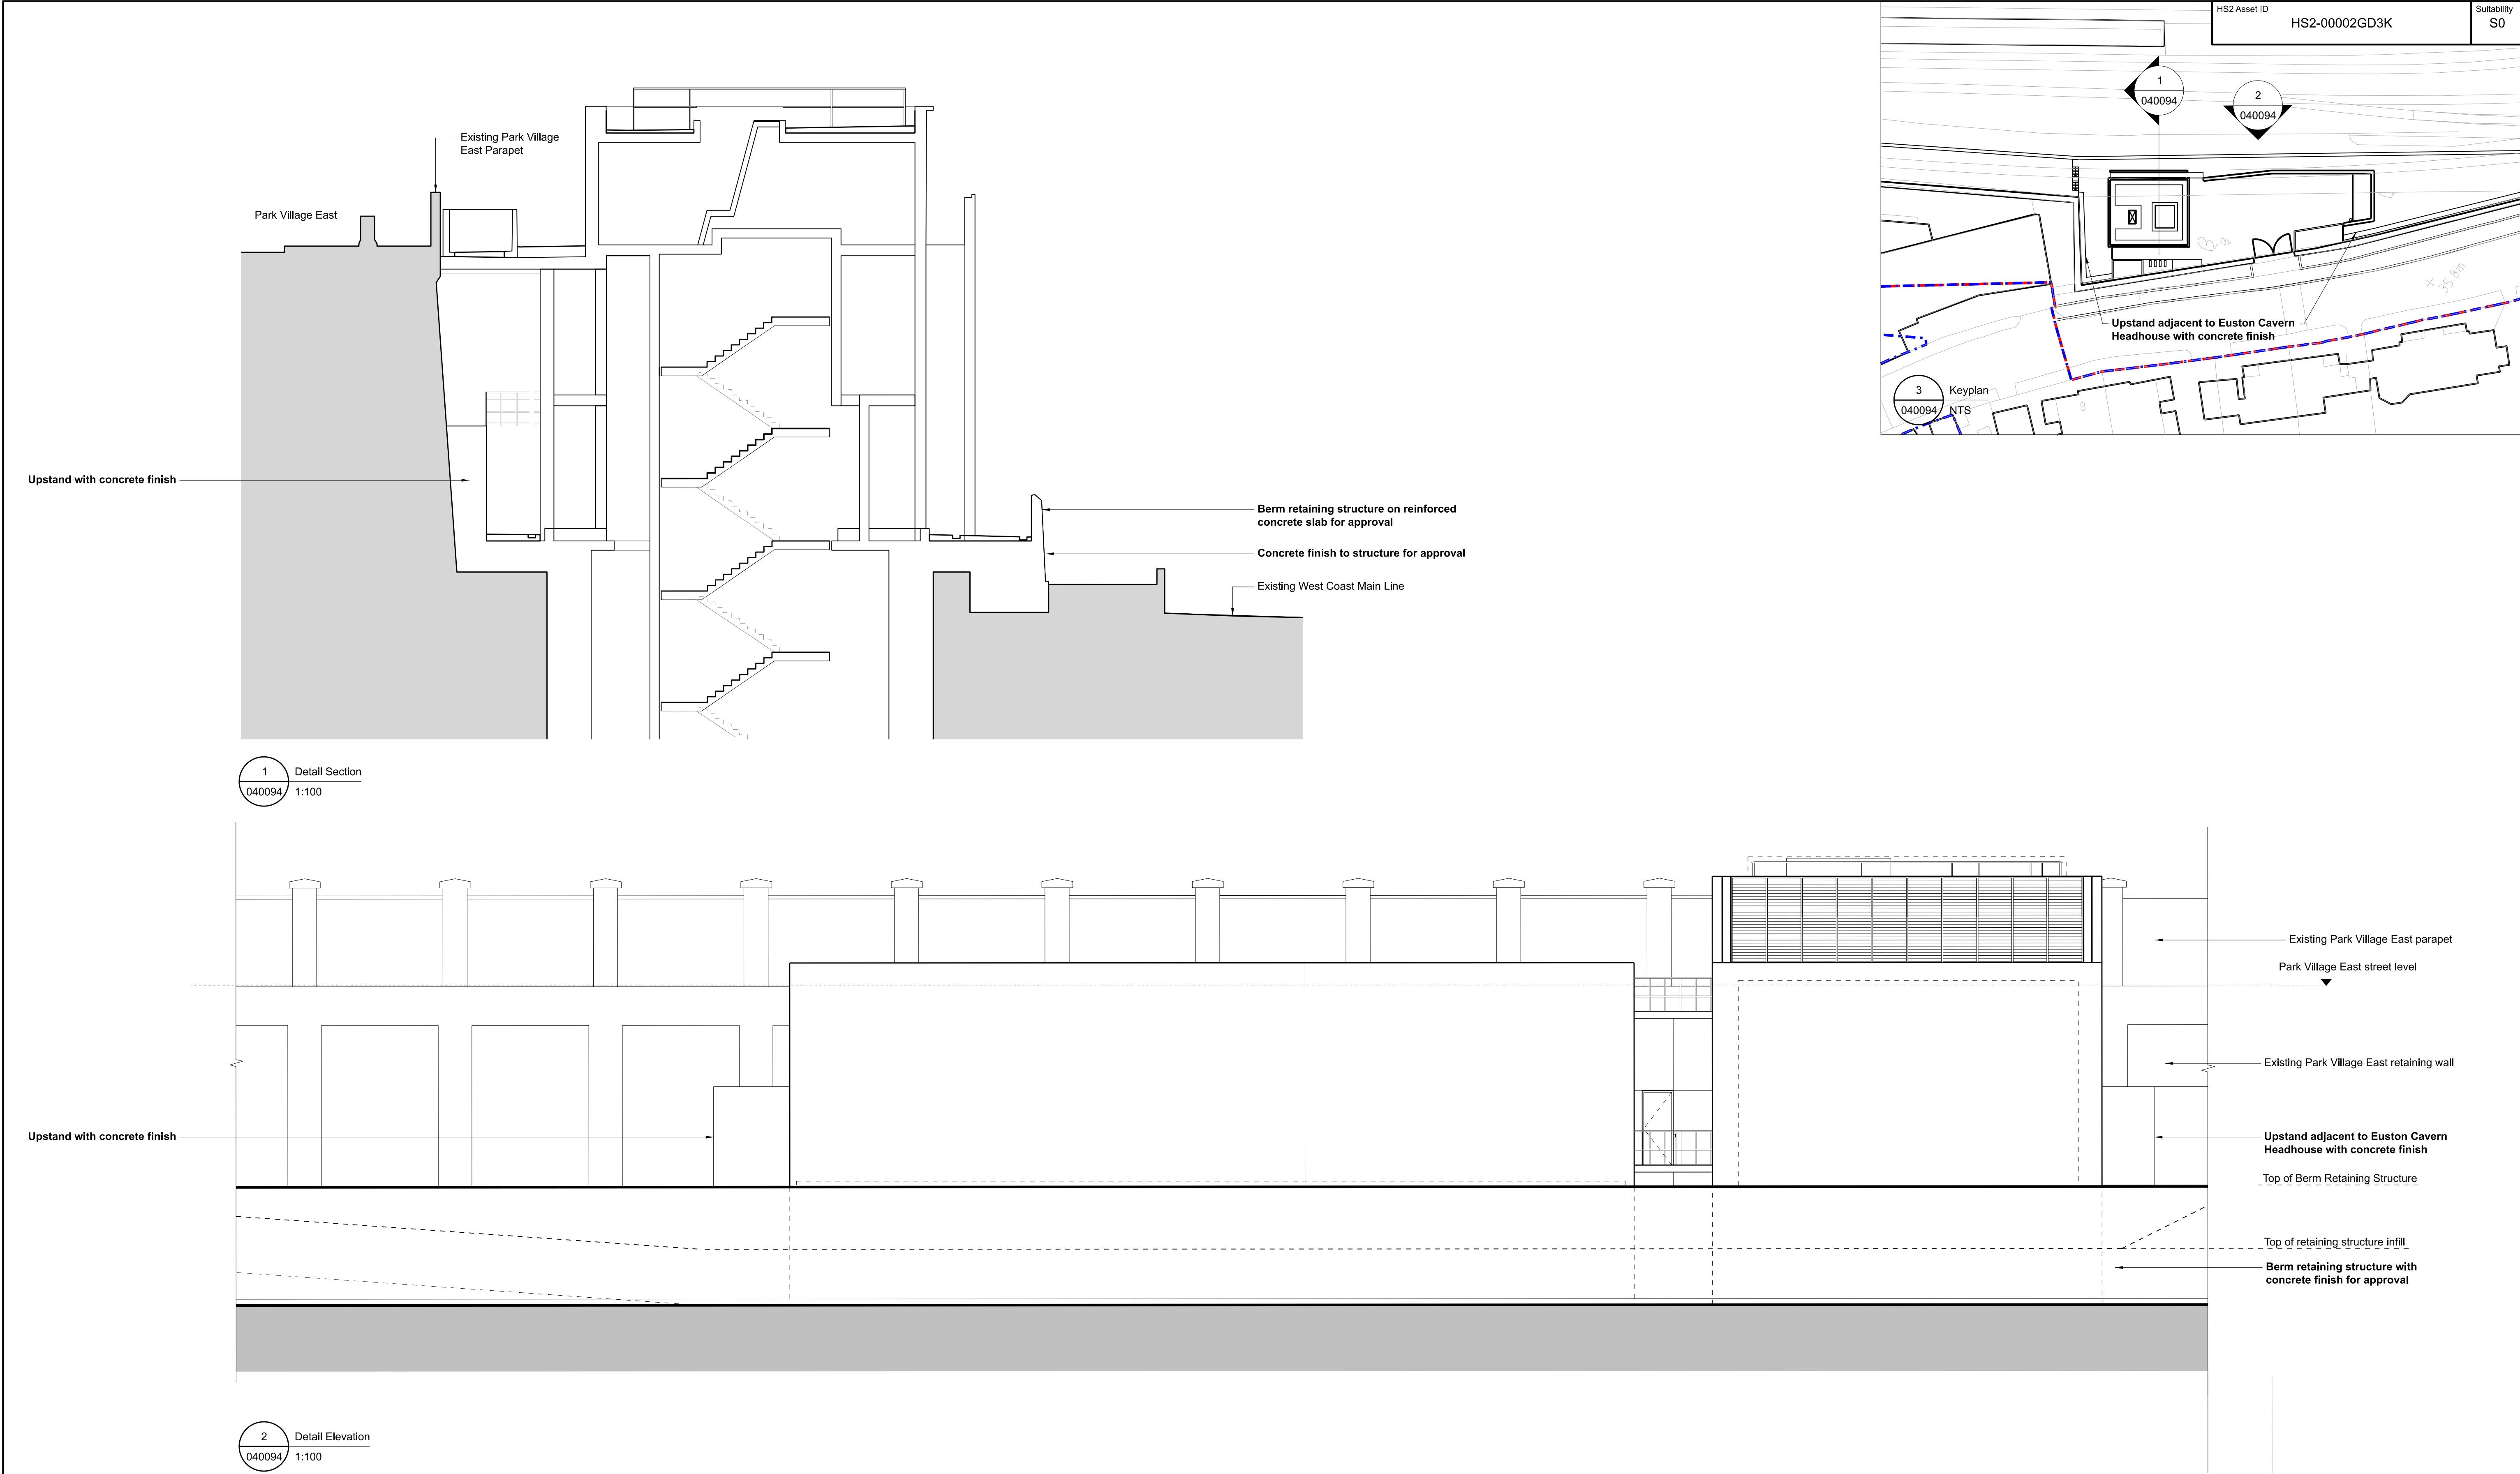 HS2 Asset ID
HS2-00002GD3K
Suitability
S0
1
040094
2
040094
35.8m
Upstand adjacent to Euston Cavern
Headhouse with concrete finish
9
3
040094
Keyplan
NTS
Existing Park Village
East Parapet
Park Village East
Upstand with concrete finish
Berm retaining structure on reinforced
concrete slab for approval
Concrete finish to structure for approval
Existing West Coast Main Line
1
040094
Detail Section
1:100
Existing Park Village East parapet
Park Village East street level
Existing Park Village East retaining wall
Upstand with concrete finish
Upstand adjacent to Euston Cavern
Headhouse with concrete finish
Top of Berm Retaining Structure
Top of retaining structure infill
Berm retaining structure with
concrete finish for approval
2
040094
Detail Elevation
1:100